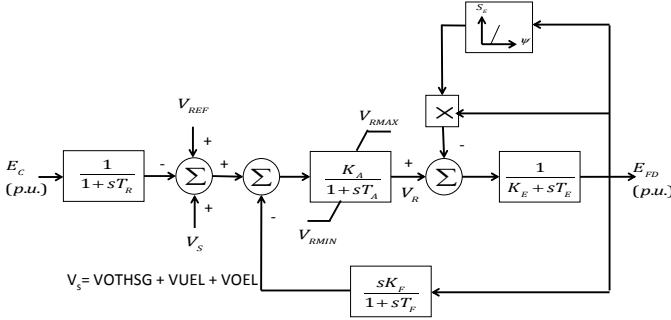 S_E
ψ
V_REF
V_RMAX
+
-
E_C
(p.u.)
1
1 + sT_R
-
Σ
+
+
Σ
-
K_A
1 + sT_A
+
V_R
Σ
1
K_E + sT_E
E_FD
(p.u.)
V_S
V_RMIN
V_s = VOTHSG + VUEL + VOEL
sK_F
1 + sT_F